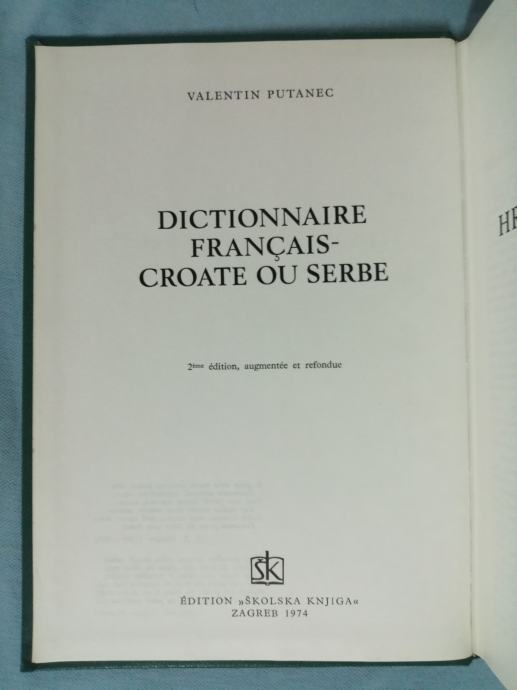 VALENTIN PUTANEC
DICTIONNAIRE
FRANÇAIS-
CROATE OU SERBE
2ème édition, augmentée et refondue
ŠK
ÉDITION »ŠKOLSKA KNJIGA«
ZAGREB 1974